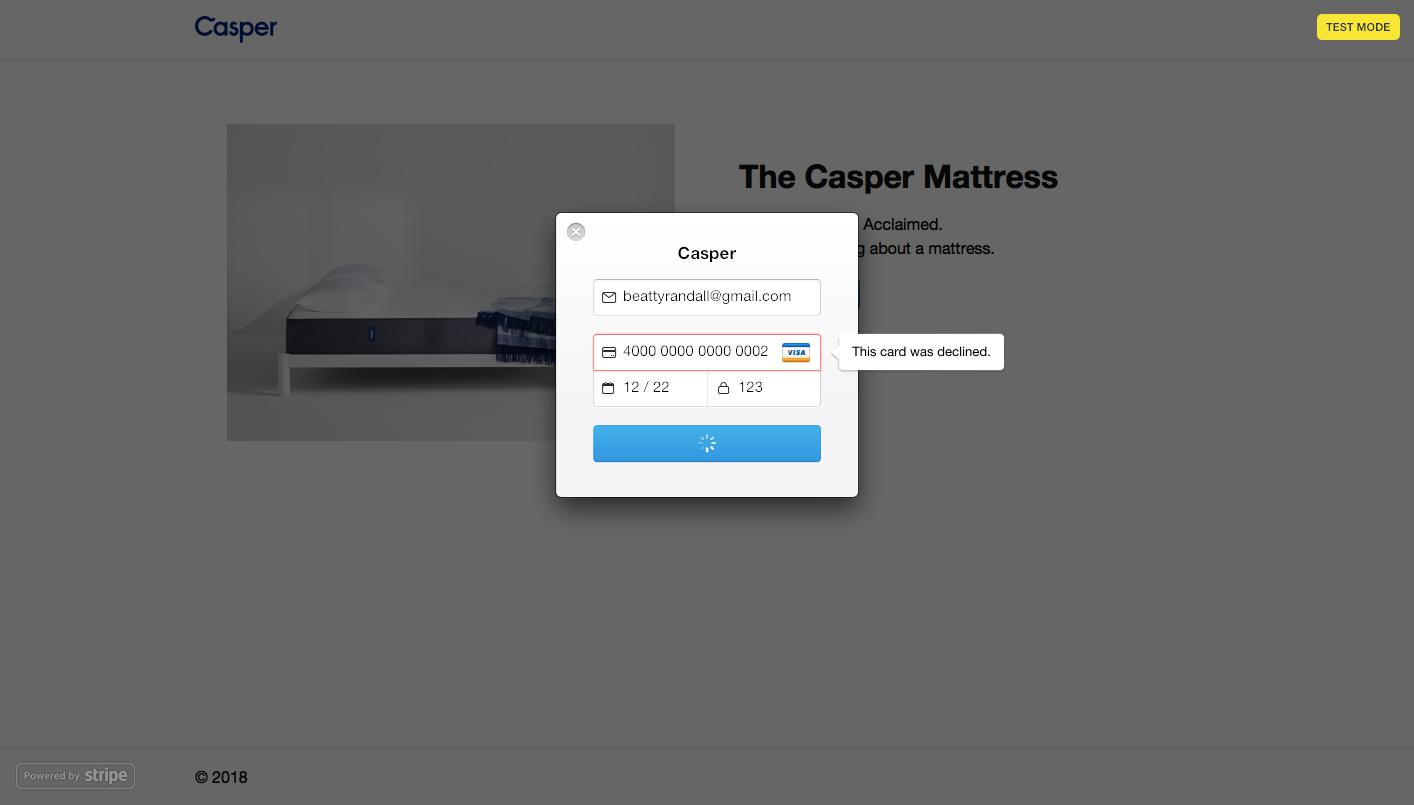 Casper
TEST MODE
The Casper Mattress
Acclaimed.
about a mattress.
Casper
beattyrandall@gmail.com
4000 0000 0000 0002
VISA
This card was declined.
12 / 22
123
Powered by stripe
© 2018